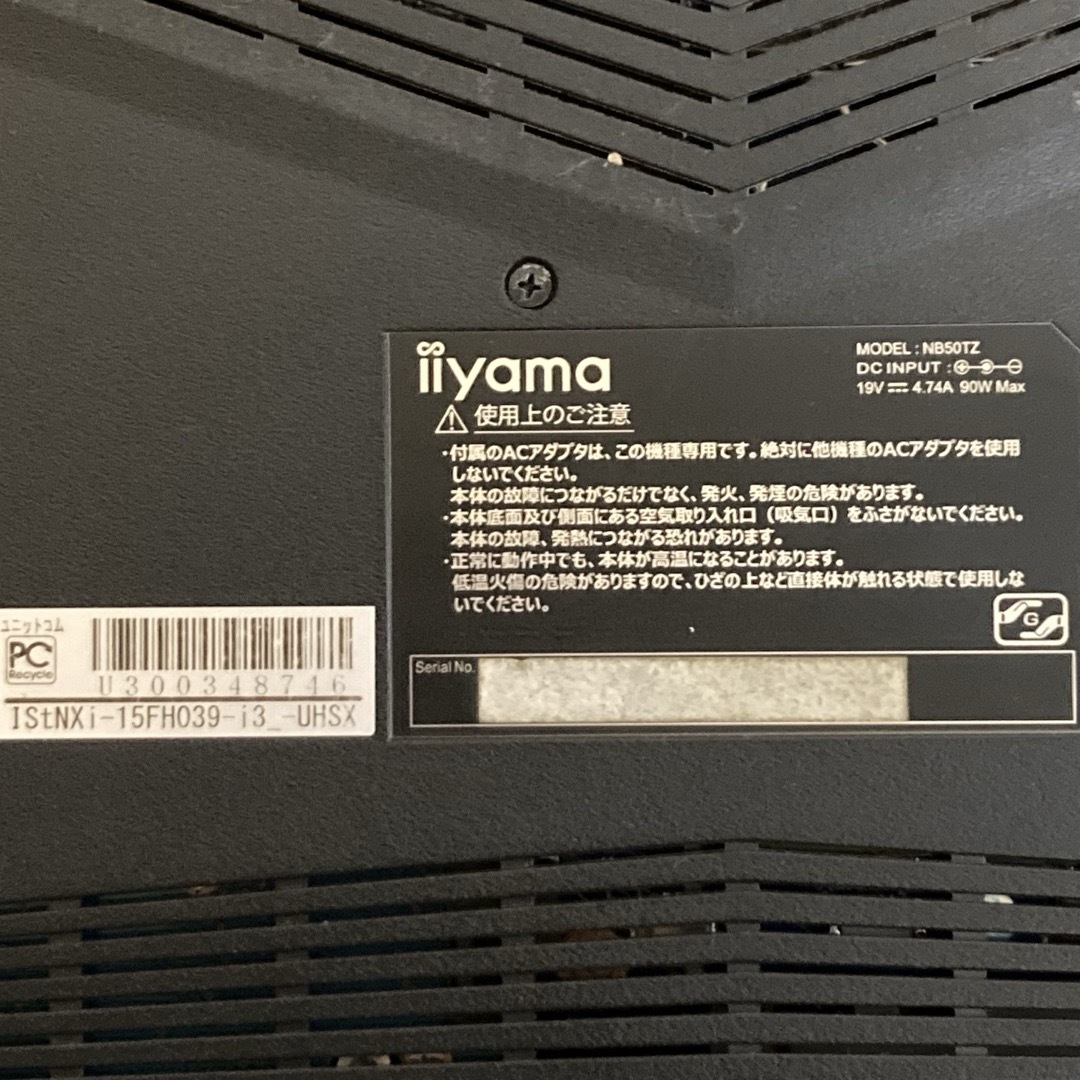 iiyama
MODEL : NB50TZ
DC INPUT :
19V 4.74A 90W Max
使用上のご注意
・付属のACアダプタは、この機種専用です。絶対に他機種のACアダプタを使用
しないでください。
本体の故障につながるだけでなく、発火、発煙の危険があります。
・本体底面及び側面にある空気取り入れ口（吸気口）をふさがないでください。
本体の故障、発熱につながる恐れがあります。
・正常に動作中でも、本体が高温になることがあります。
低温火傷の危険がありますので、ひざの上など直接体が触れる状態で使用しな
いでください。
G
Serial No.
ユニットコム
PC
Recycle
U300348746
IStNXi-15FH039-i3_-UHSX